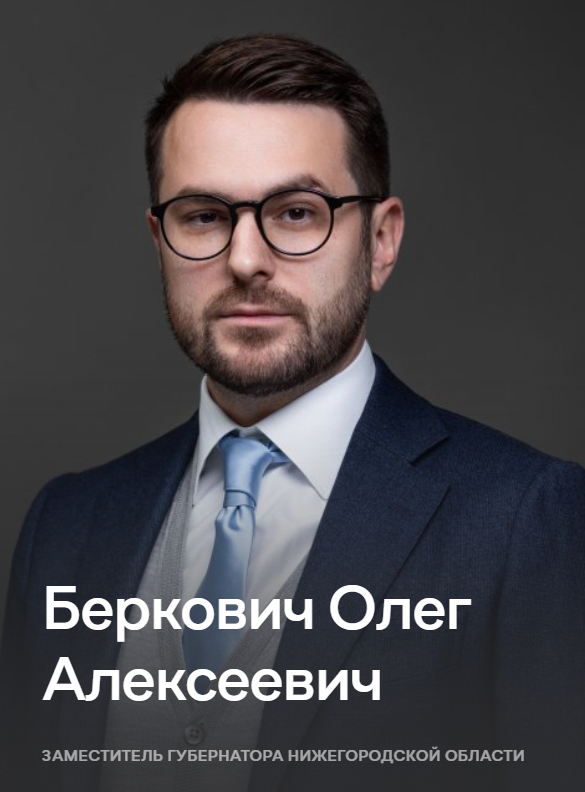 Беркович Олег
Алексеевич
ЗАМЕСТИТЕЛЬ ГУБЕРНАТОРА НИЖЕГОРОДСКОЙ ОБЛАСТИ